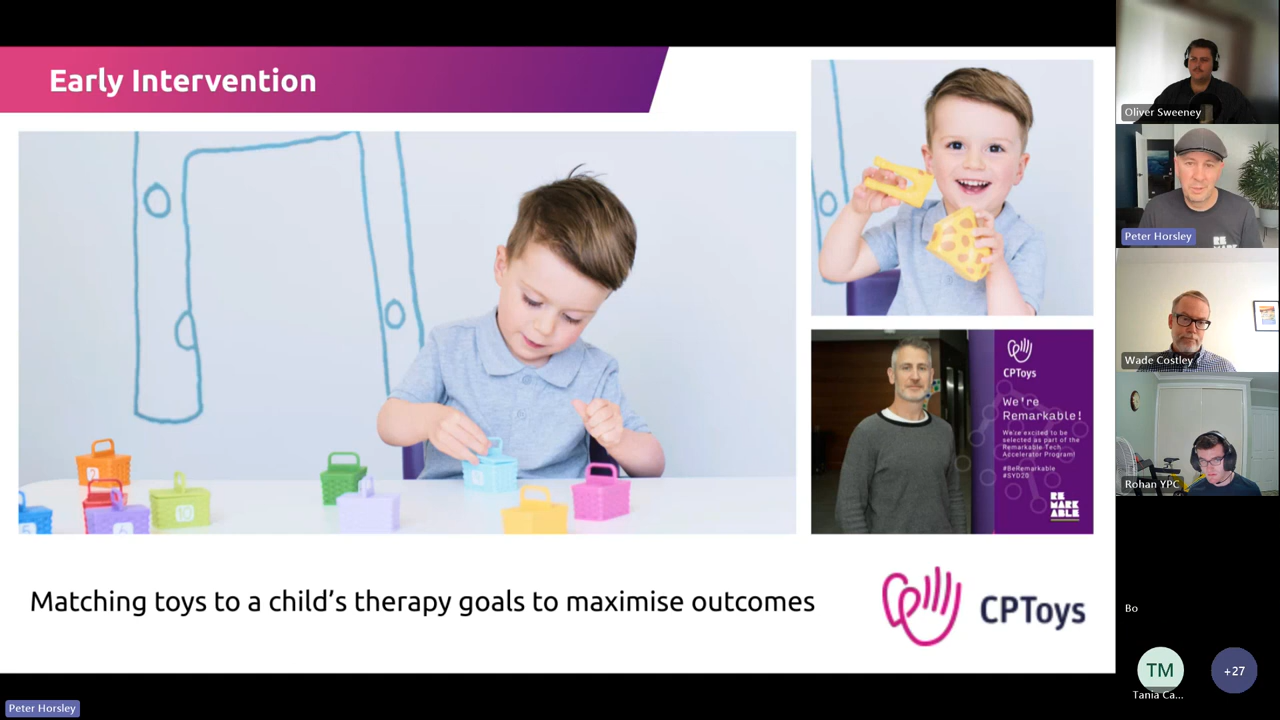 Early Intervention
CPToys
We're
Remarkable!
We're excited to be
selected as part of the
Remarkable Tech
Accelerator Program!
#BeRemarkable
#SYD20
RE
MARK
ABLE
7
10
Matching toys to a child's therapy goals to maximise outcomes
CPToys
Oliver Sweeney
Peter Horsley
Wade Costley
Rohan YPC
Bo
TM
Tania Ca...
+27
Peter Horsley